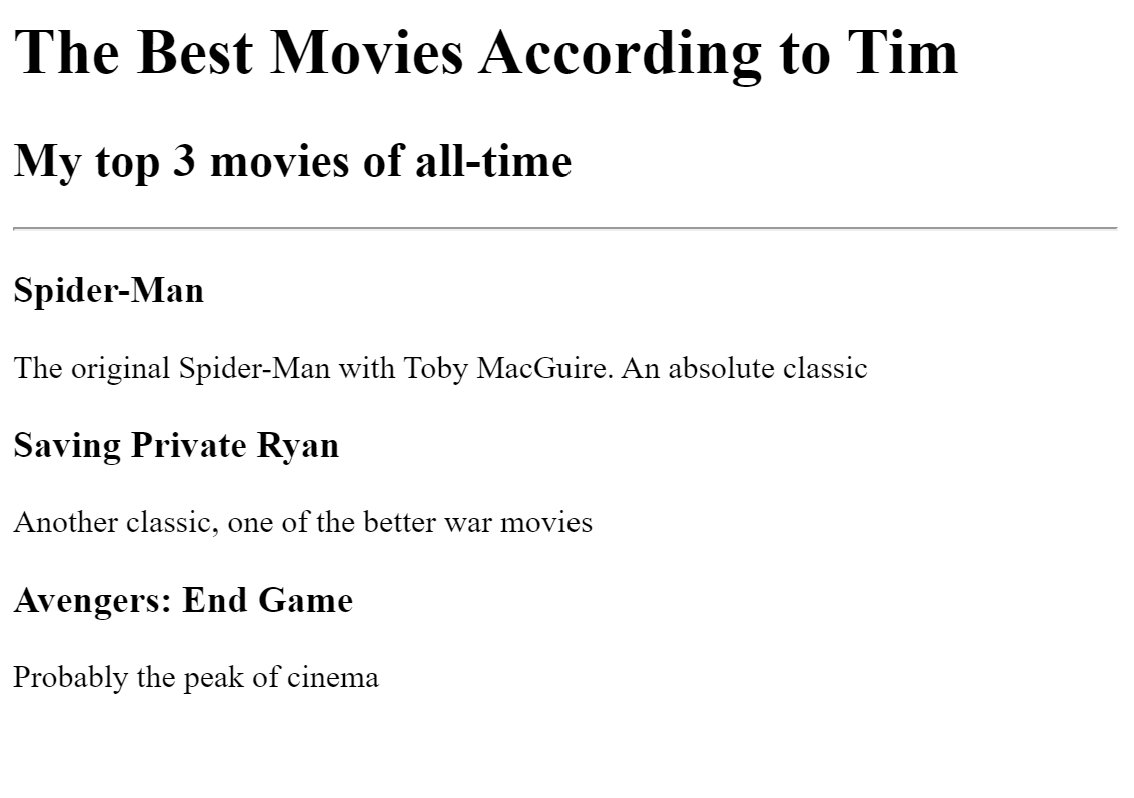 The Best Movies According to Tim
My top 3 movies of all-time
Spider-Man
The original Spider-Man with Toby MacGuire. An absolute classic
Saving Private Ryan
Another classic, one of the better war movies
Avengers: End Game
Probably the peak of cinema